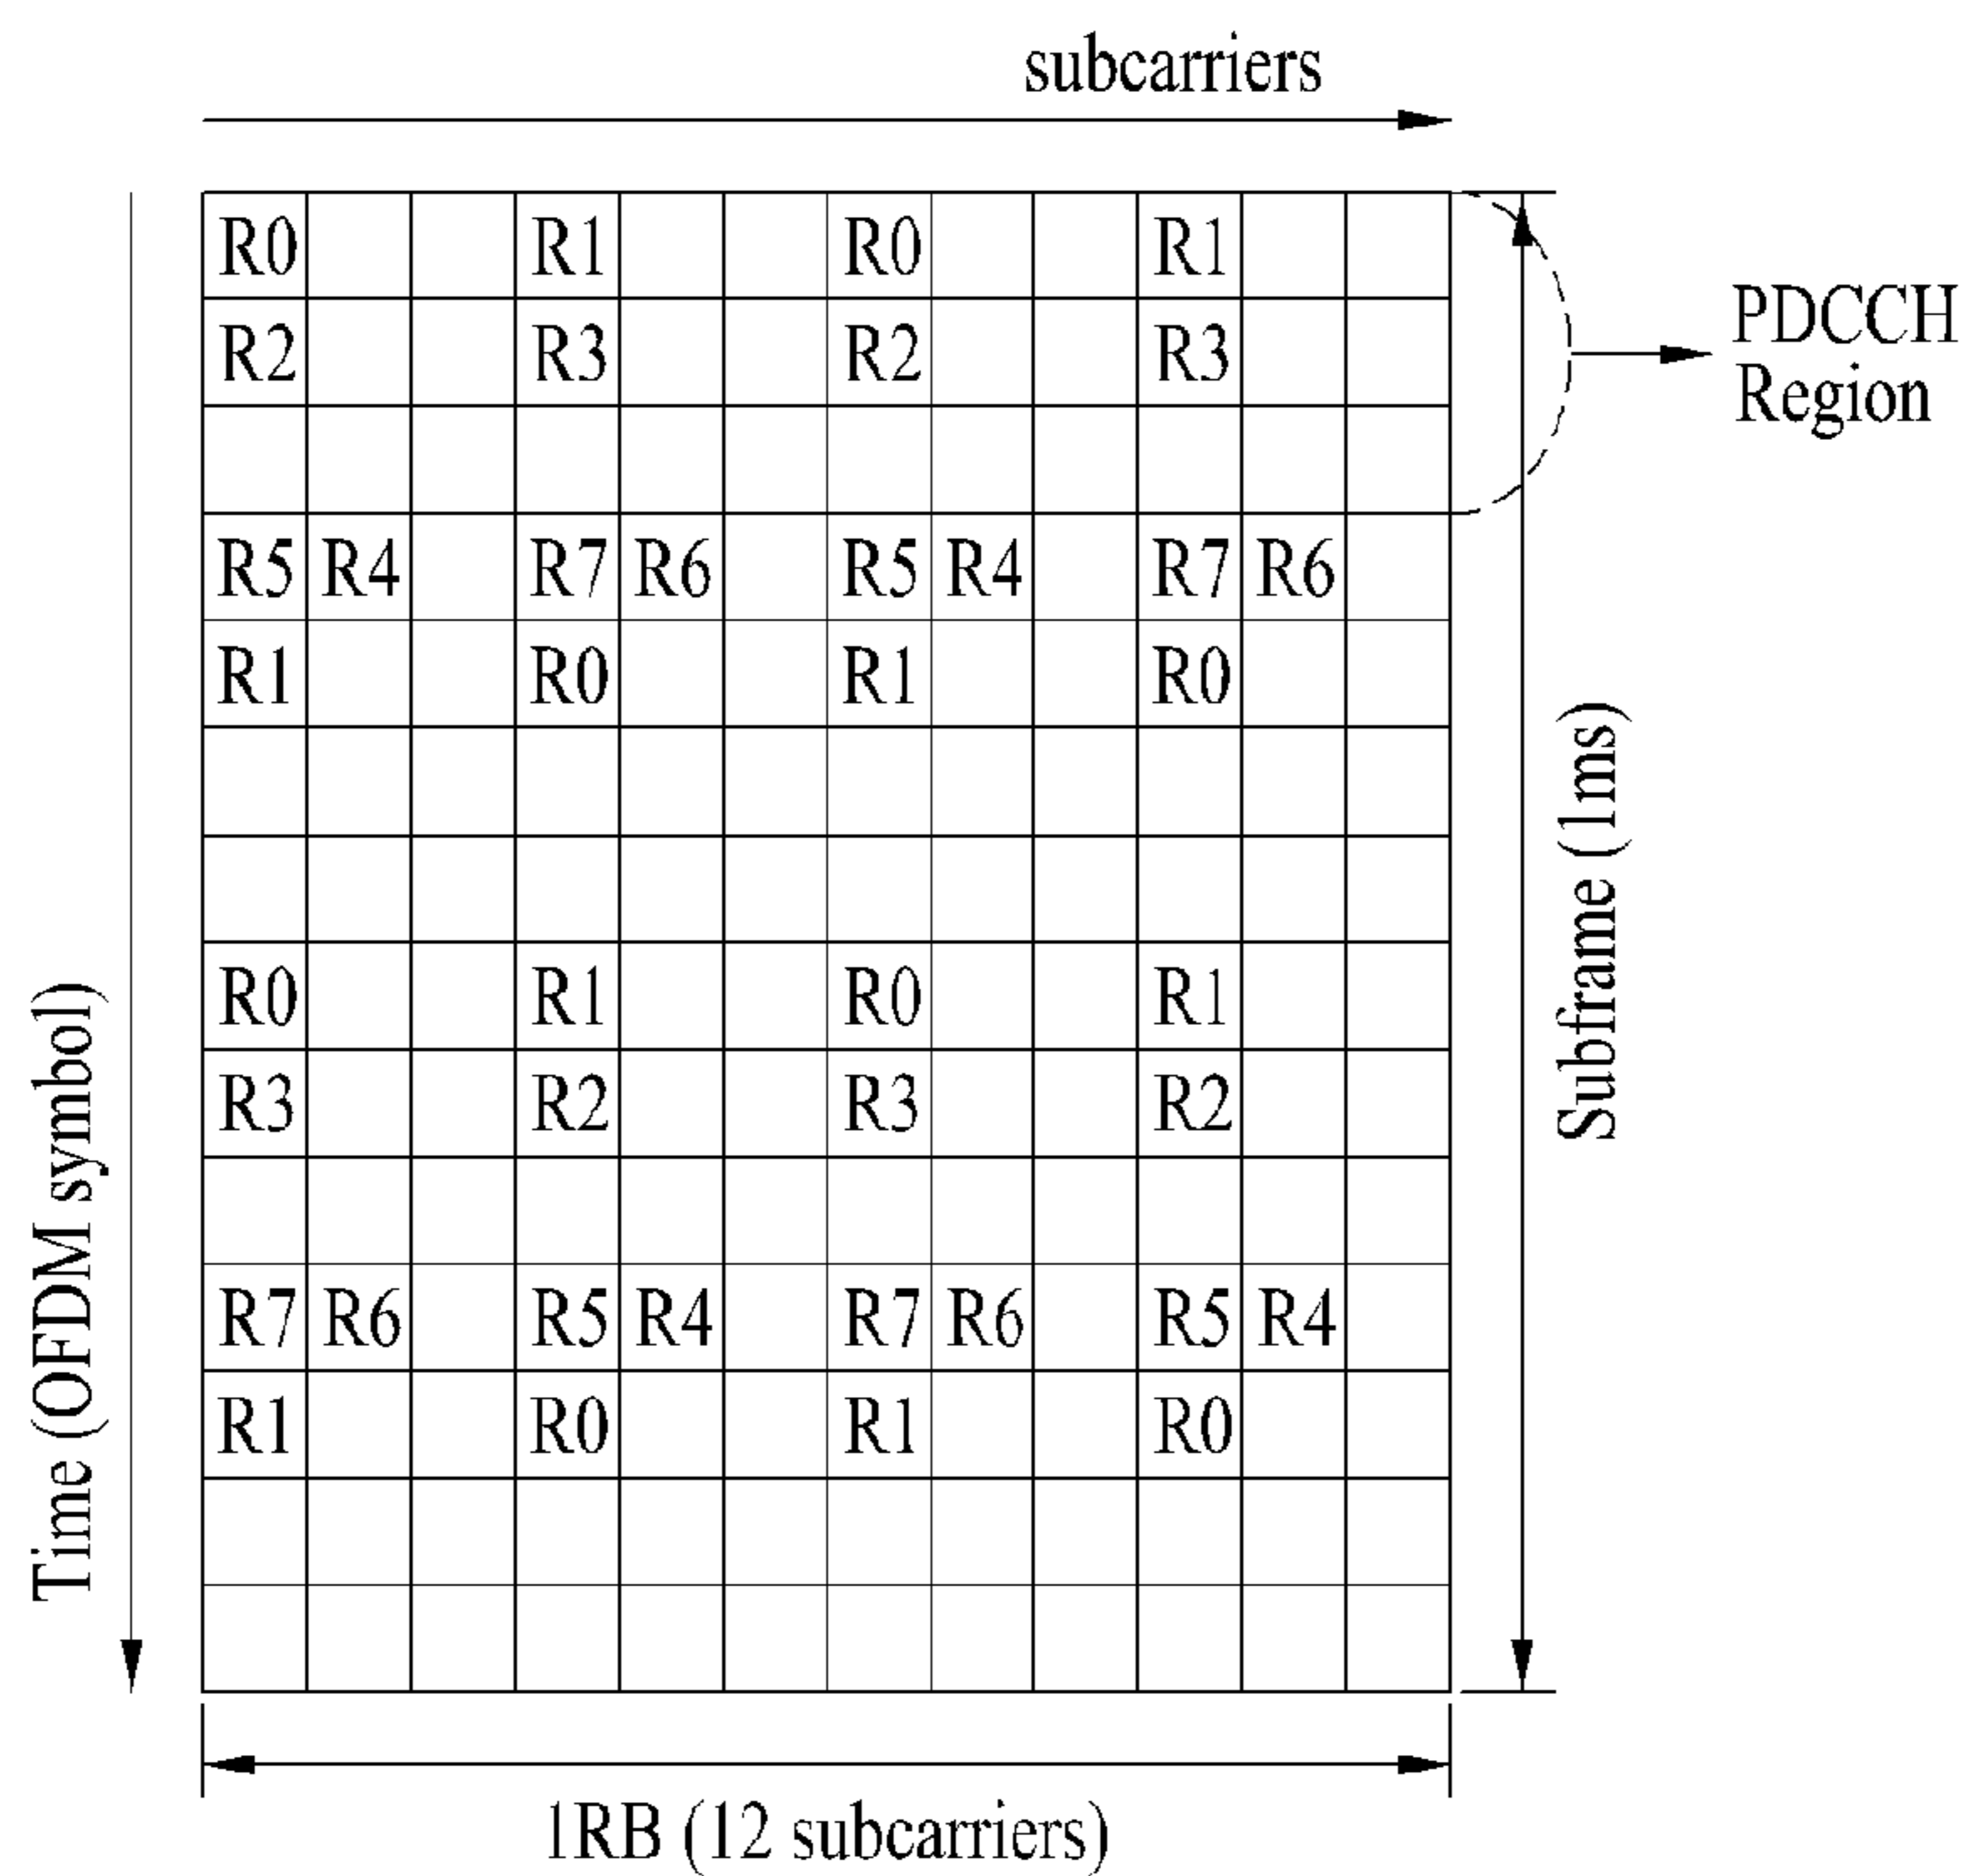 subcarriers
R0 R1 R0 R1
R2 R3 R2 R3
PDCCH
Region
R5 R4 R7 R6 R5 R4 R7 R6
R1 R0 R1 R0
Subframe (1ms)
R0 R1 R0 R1
R3 R2 R3 R2
Time (OFDM symbol)
R7 R6 R5 R4 R7 R6 R5 R4
R1 R0 R1 R0
1RB (12 subcarriers)